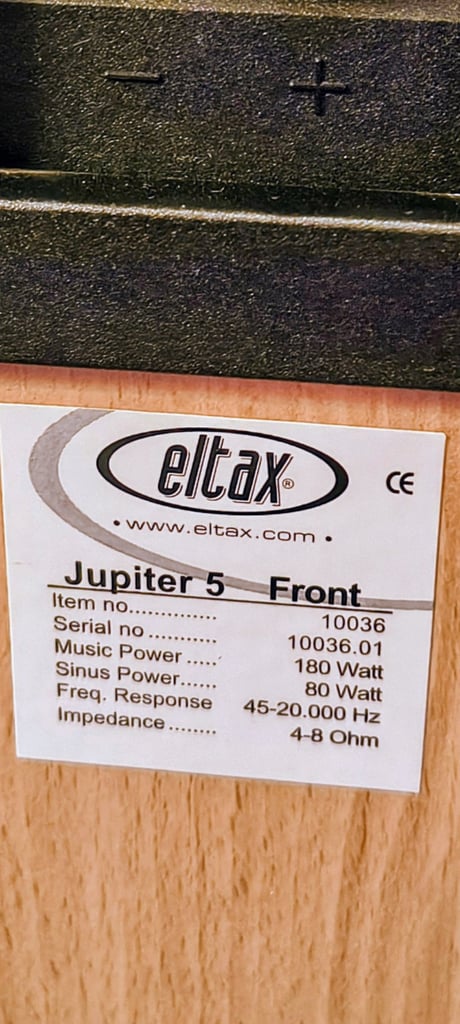 − +
eltax®
CE
• www.eltax.com •
Jupiter 5 Front
Item no............... 10036
Serial no ............ 10036.01
Music Power ..... 180 Watt
Sinus Power...... 80 Watt
Freq. Response 45-20.000 Hz
Impedance........ 4-8 Ohm